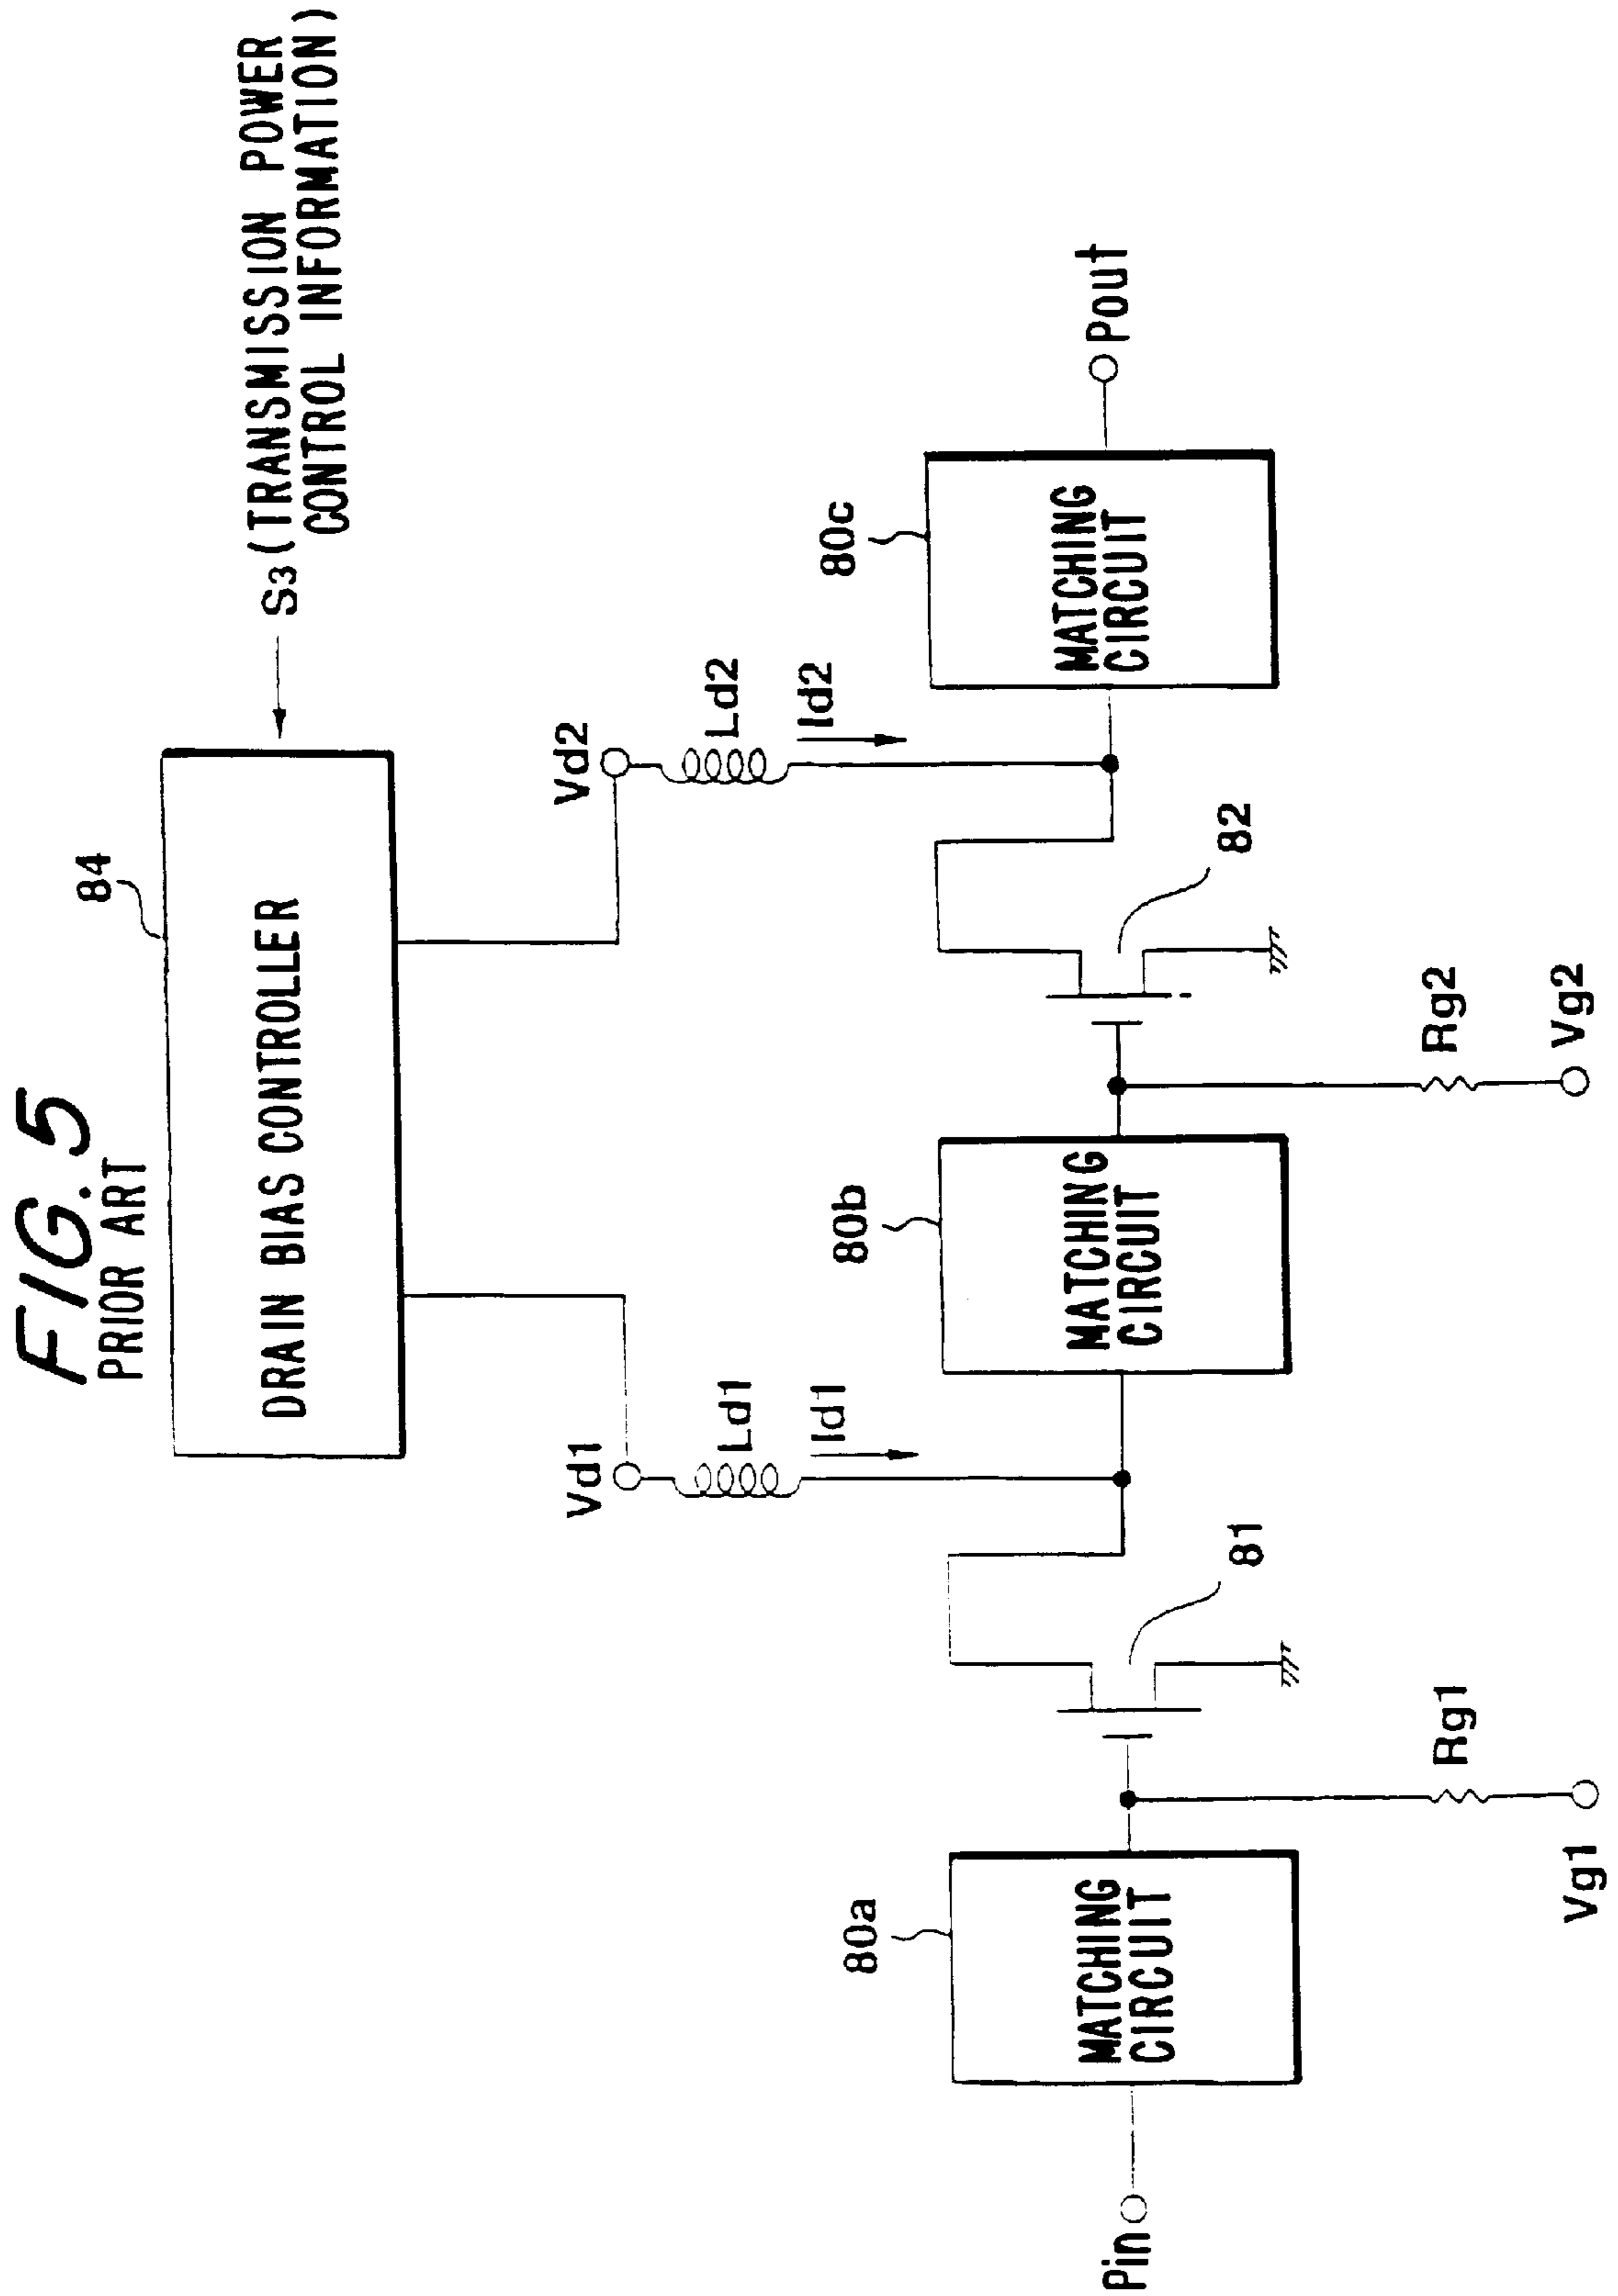 FIG. 5
PRIOR ART
84
DRAIN BIAS CONTROLLER
S3 (TRANSMISSION POWER
CONTROL INFORMATION)
Vd1
Ld1
Id1
Vd2
Ld2
Id2
80a
MATCHING
CIRCUIT
80b
MATCHING
CIRCUIT
80c
MATCHING
CIRCUIT
Pin
81
82
Pout
Rg1
Vg1
Rg2
Vg2